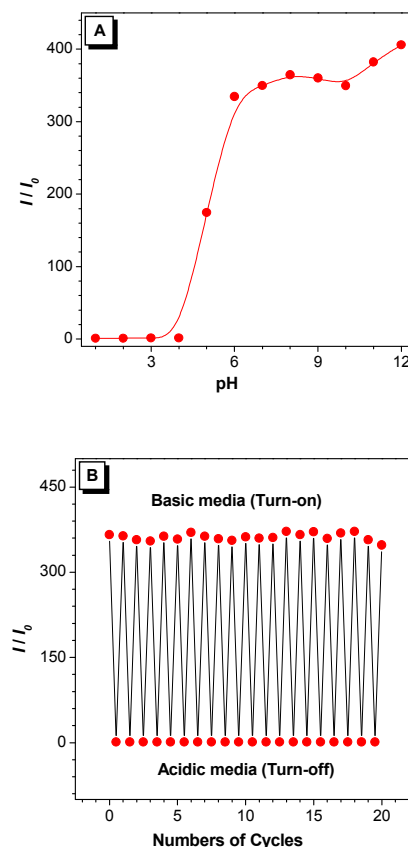 A
400
300
200
100
0
I / I0
3 6 9 12
pH
B
450
300
150
0
I / I0
Basic media (Turn-on)
Acidic media (Turn-off)
0 5 10 15 20
Numbers of Cycles